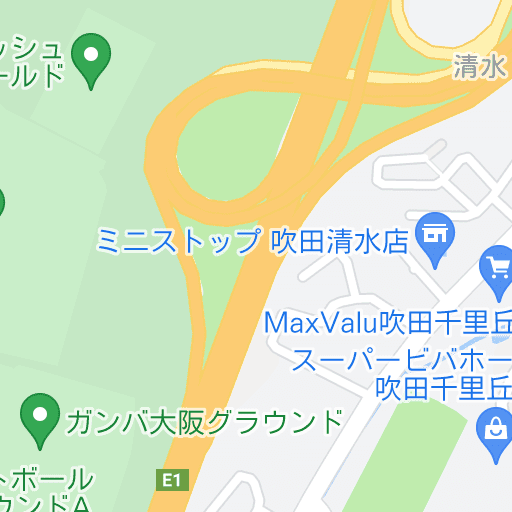 ッシュ
ールド
清水
ミニストップ 吹田清水店
MaxValu吹田千里丘
スーパービバホー
吹田千里丘
ガンバ大阪グラウンド
トボール
ウンドA
E1